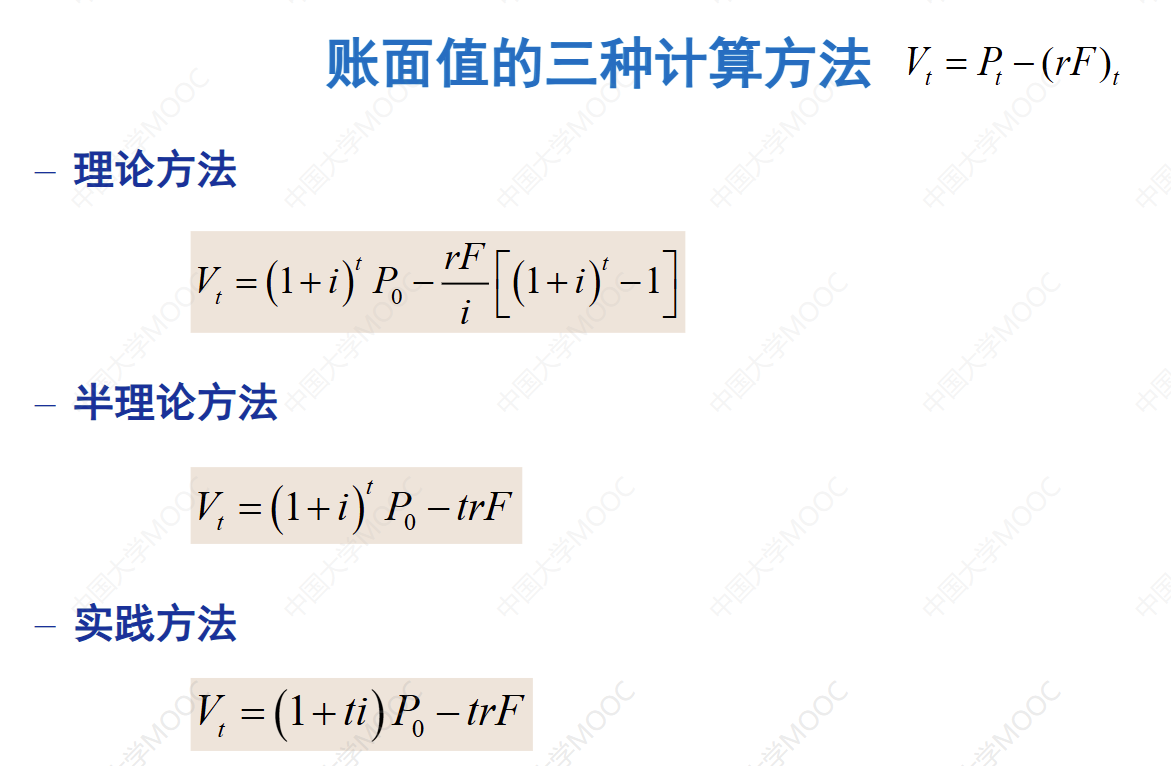 账面值的三种计算方法 V_t = P_t − (rF)_t
– 理论方法
V_t = (1 + i)^t P_0 − \frac{rF}{i} [(1 + i)^t − 1]
– 半理论方法
V_t = (1 + i)^t P_0 − trF
– 实践方法
V_t = (1 + ti) P_0 − trF
中国大学MOOC